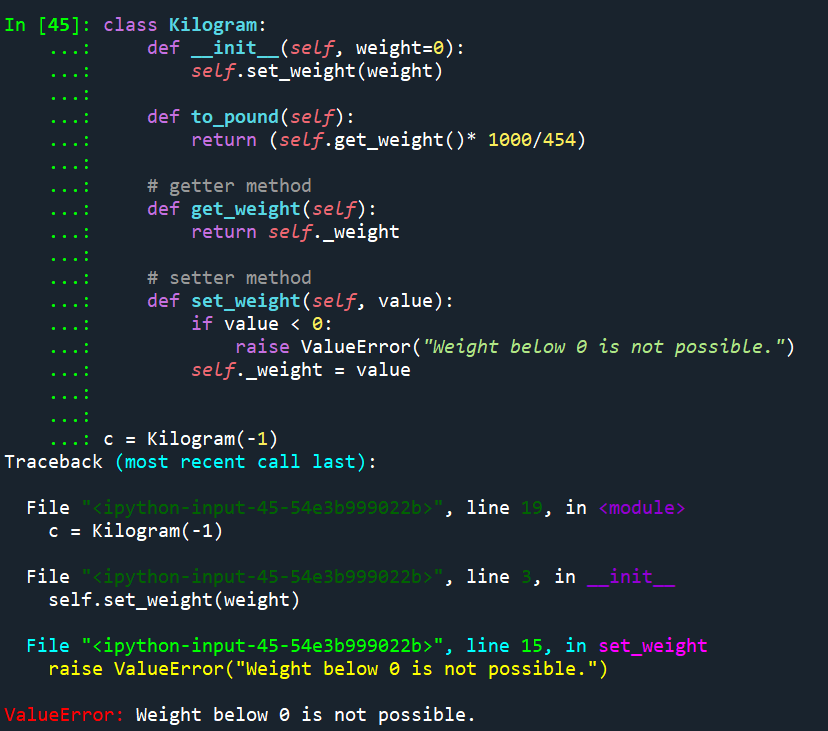 In [45]: class Kilogram:
    ...:     def __init__(self, weight=0):
    ...:         self.set_weight(weight)
    ...:
    ...:     def to_pound(self):
    ...:         return (self.get_weight()* 1000/454)
    ...:
    ...:     # getter method
    ...:     def get_weight(self):
    ...:         return self._weight
    ...:
    ...:     # setter method
    ...:     def set_weight(self, value):
    ...:         if value < 0:
    ...:             raise ValueError("Weight below 0 is not possible.")
    ...:         self._weight = value
    ...:
    ...:
    ...: c = Kilogram(-1)
Traceback (most recent call last):

  File "<ipython-input-45-54e3b999022b>", line 19, in <module>
    c = Kilogram(-1)

  File "<ipython-input-45-54e3b999022b>", line 3, in __init__
    self.set_weight(weight)

  File "<ipython-input-45-54e3b999022b>", line 15, in set_weight
    raise ValueError("Weight below 0 is not possible.")

ValueError: Weight below 0 is not possible.